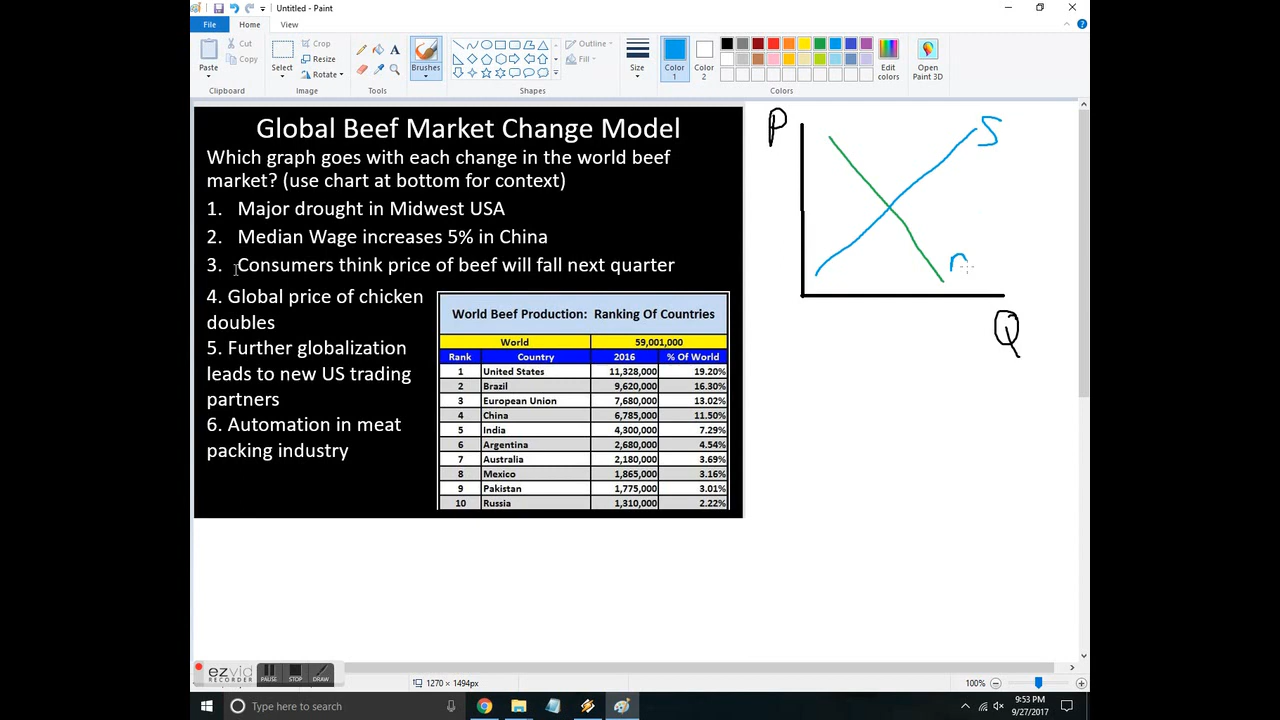 Untitled - Paint
File
Home
View
Paste
Cut
Copy
Clipboard
Select
Crop
Resize
Rotate
Image
Tools
Brushes
Outline
Fill
Shapes
Size
Color 1
Color 2
Edit colors
Colors
Open Paint 3D
Global Beef Market Change Model
Which graph goes with each change in the world beef
market? (use chart at bottom for context)
1. Major drought in Midwest USA
2. Median Wage increases 5% in China
3. Consumers think price of beef will fall next quarter
4. Global price of chicken
doubles
5. Further globalization
leads to new US trading
partners
6. Automation in meat
packing industry
World Beef Production: Ranking Of Countries
World 59,001,000
Rank Country 2016 % Of World
1 United States 11,328,000 19.20%
2 Brazil 9,620,000 16.30%
3 European Union 7,680,000 13.02%
4 China 6,785,000 11.50%
5 India 4,300,000 7.29%
6 Argentina 2,680,000 4.54%
7 Australia 2,180,000 3.69%
8 Mexico 1,865,000 3.16%
9 Pakistan 1,775,000 3.01%
10 Russia 1,310,000 2.22%
P
S
Q
ezvid
RECORDER
PAUSE
STOP
DRAW
1270 × 1494px
100%
Type here to search
9:53 PM
9/27/2017